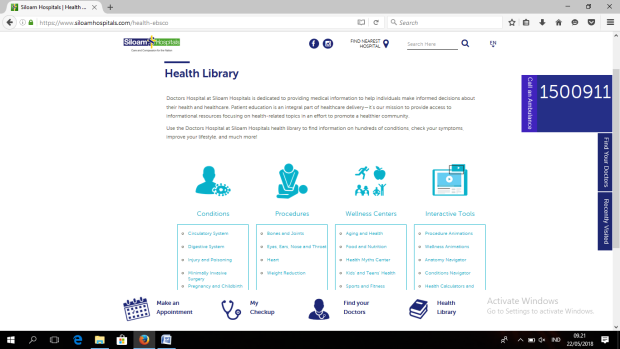 Siloam Hospitals | Health ...
https://www.siloamhospitals.com/health-ebsco
Search
Siloam Hospitals
FIND NEAREST
HOSPITAL
Search Here
EN
Health Library
Doctors Hospital at Siloam Hospitals is dedicated to providing medical information to help individuals make informed decisions about
their health and healthcare. Patient education is an integral part of healthcare delivery—it's our mission to provide access to
informational resources focusing on health-related topics in an effort to promote a healthier community.
Use the Doctors Hospital at Siloam Hospitals health library to find information on hundreds of conditions, check your symptoms,
improve your lifestyle, and much more!
Call an Ambulance
1500911
Find Your Doctors
Recently Visited
Conditions
Circulatory System
Digestive System
Injury and Poisoning
Minimally Invasive
Surgery
Pregnancy and Childbirth
Procedures
Bones and Joints
Eyes, Ears, Nose and Throat
Heart
Weight Reduction
Wellness Centers
Aging and Health
Food and Nutrition
Health Myths Center
Kids and Teens' Health
Sports and Fitness
Interactive Tools
Procedure Animations
Wellness Animations
Anatomy Navigator
Conditions Navigator
Health Calculators and
Make an
Appointment
My
Checkup
Find your
Doctors
Health
Library
Activate Windows
Go to Settings to activate Windows.
IND
09.21
22/05/2018